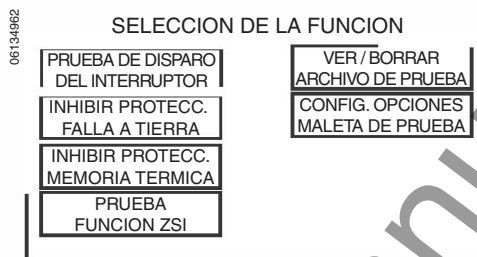 06134962
SELECCION DE LA FUNCION
PRUEBA DE DISPARO
DEL INTERRUPTOR
INHIBIR PROTECC.
FALLA A TIERRA
INHIBIR PROTECC.
MEMORIA TERMICA
PRUEBA
FUNCION ZSI
VER / BORRAR
ARCHIVO DE PRUEBA
CONFIG. OPCIONES
MALETA DE PRUEBA